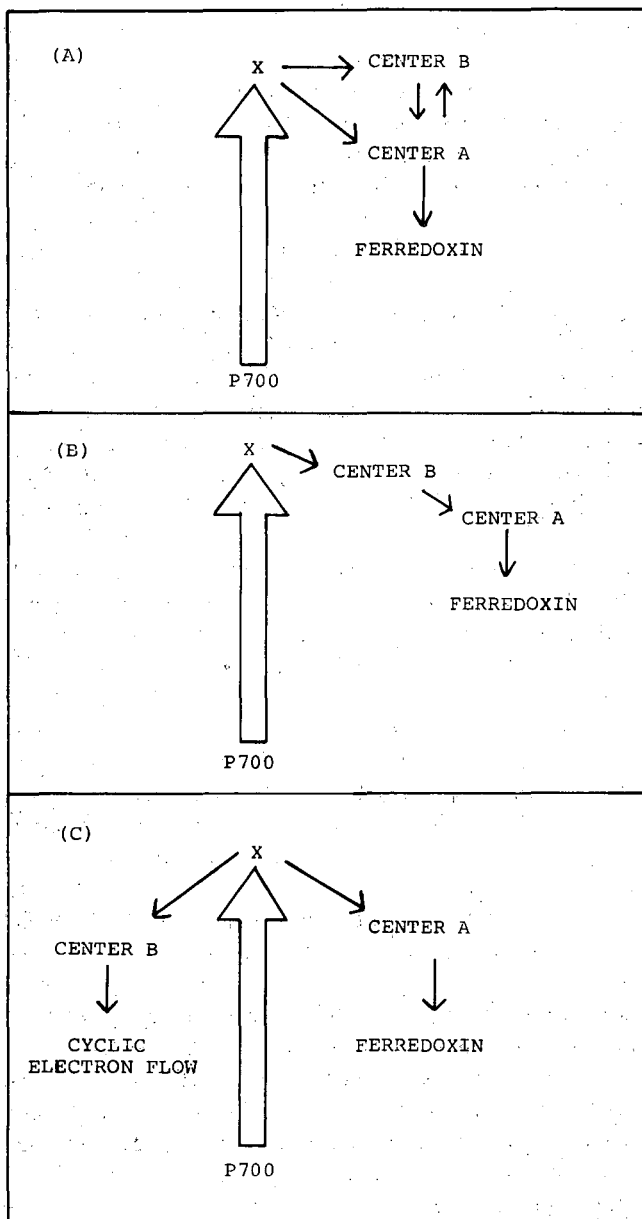 (A)
X
CENTER B
CENTER A
FERREDOXIN
P700
(B)
X
CENTER B
CENTER A
FERREDOXIN
P700
(C)
X
CENTER A
CENTER B
CYCLIC
ELECTRON FLOW
FERREDOXIN
P700